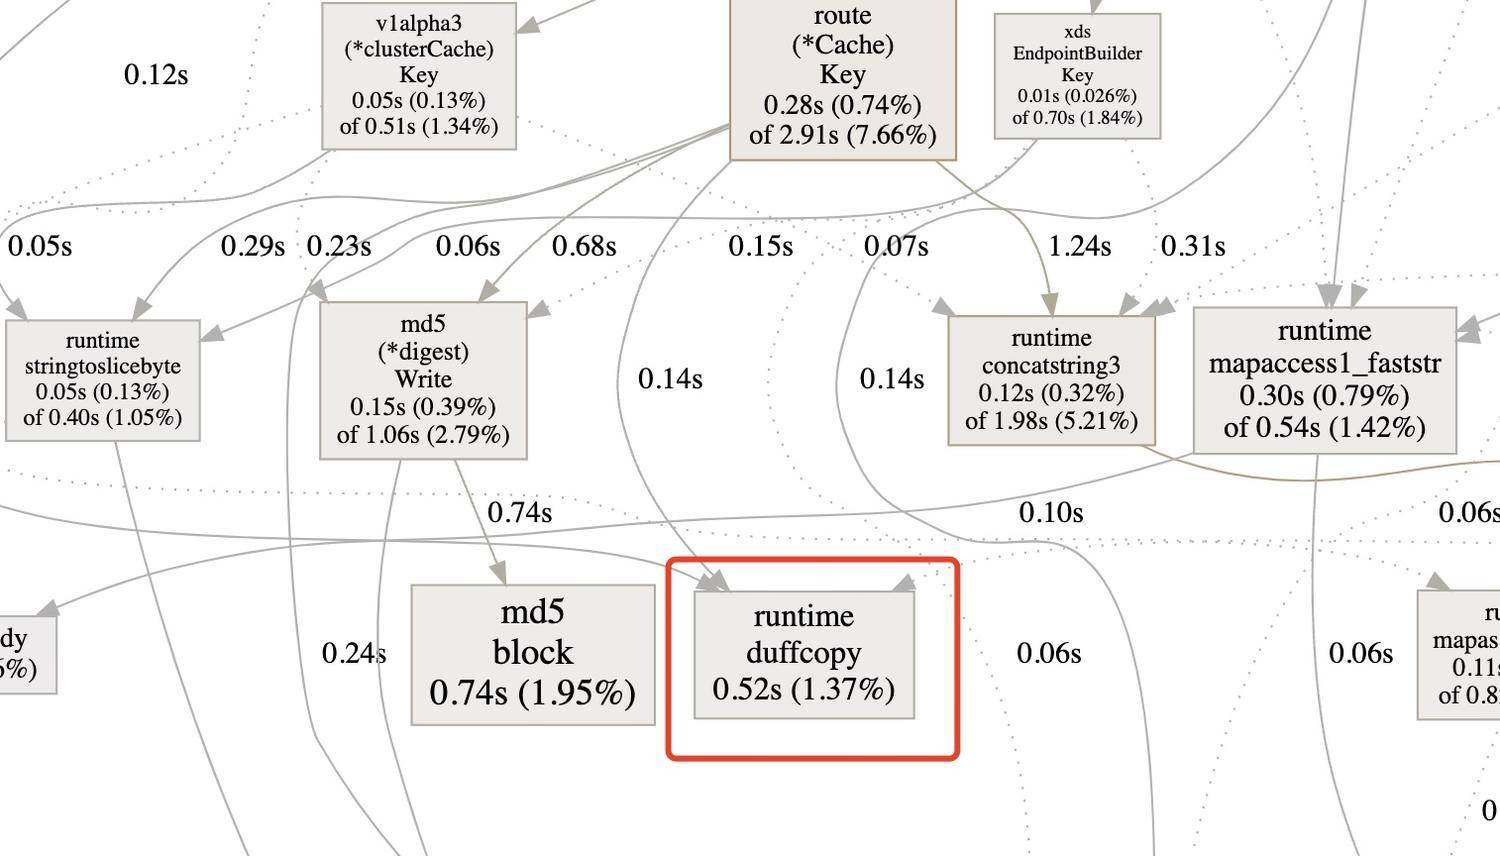 v1alpha3
(*clusterCache)
Key
0.05s (0.13%)
of 0.51s (1.34%)
route
(*Cache)
Key
0.28s (0.74%)
of 2.91s (7.66%)
xds
EndpointBuilder
Key
0.01s (0.026%)
of 0.70s (1.84%)
0.12s
0.05s
0.29s
0.23s
0.06s
0.68s
0.15s
0.07s
1.24s
0.31s
runtime
stringtoslicebyte
0.05s (0.13%)
of 0.40s (1.05%)
md5
(*digest)
Write
0.15s (0.39%)
of 1.06s (2.79%)
0.14s
0.14s
runtime
concatstring3
0.12s (0.32%)
of 1.98s (5.21%)
runtime
mapaccess1_faststr
0.30s (0.79%)
of 0.54s (1.42%)
0.74s
0.10s
0.06s
dy
%)
0.24s
md5
block
0.74s (1.95%)
runtime
duffcopy
0.52s (1.37%)
0.06s
0.06s
ru
mapas
0.11s
of 0.8
0